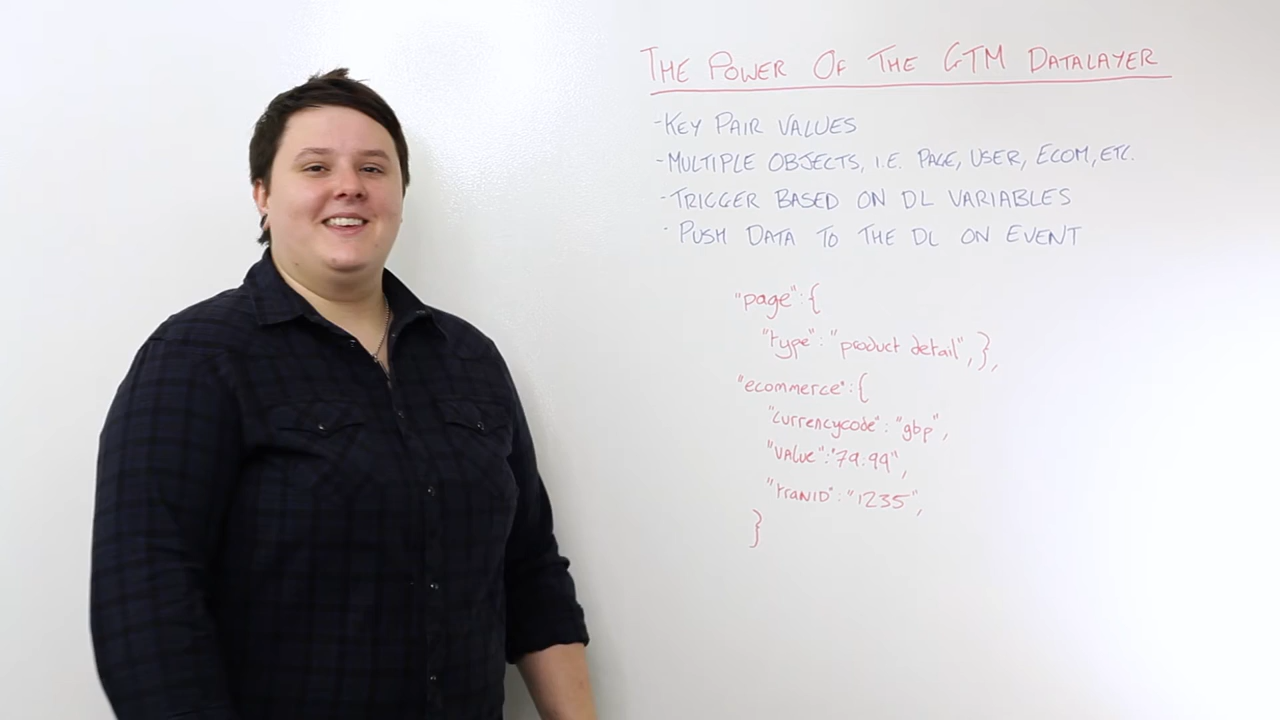 THE POWER OF THE GTM DATALAYER
-KEY PAIR VALUES
-MULTIPLE OBJECTS, I.E. PAGE, USER, ECOM, ETC.
-TRIGGER BASED ON DL VARIABLES
- PUSH DATA TO THE DL ON EVENT
"page":{
"type": "product detail", },
"ecommerce":{
"currencycode": "gbp",
"value":"79.99",
"tranID": "1235",
}